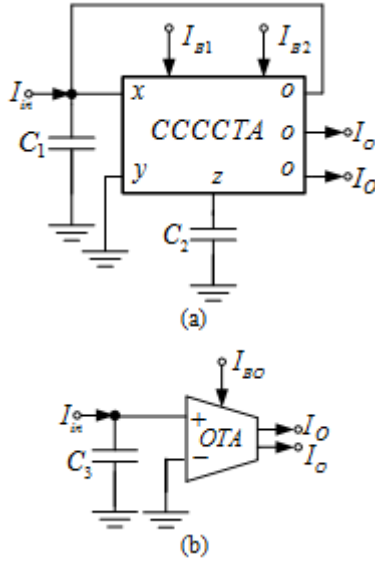 I_B1 I_B2
I_in x o
CCCCTA o I_O
C_1 y z o I_O
C_2
(a)
I_BO
I_in + I_O
OTA
C_3 − I_O
(b)